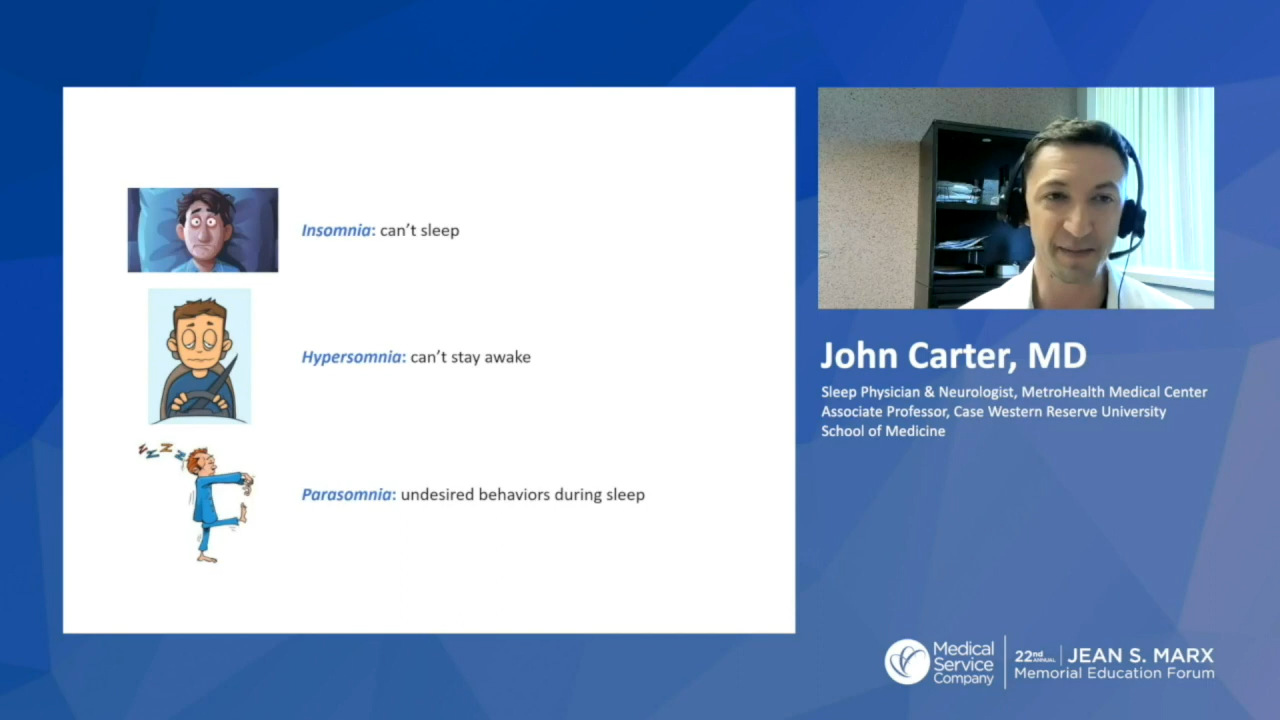 Insomnia: can't sleep
Hypersomnia: can't stay awake
Parasomnia: undesired behaviors during sleep
John Carter, MD
Sleep Physician & Neurologist, MetroHealth Medical Center
Associate Professor, Case Western Reserve University
School of Medicine
Medical
Service
Company
22nd ANNUAL | JEAN S. MARX
Memorial Education Forum